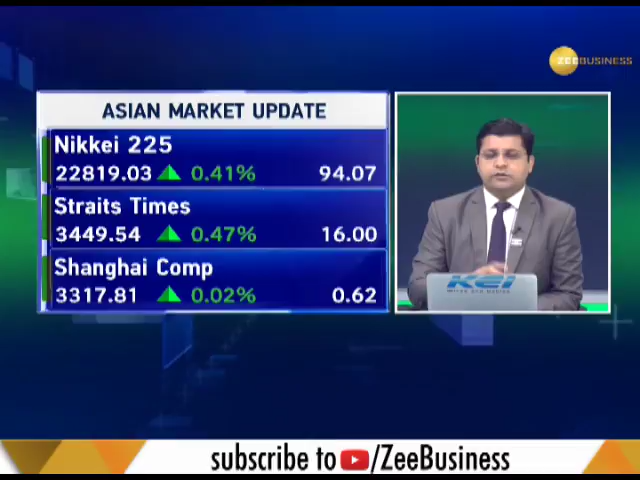 ZEEBUSINESS
ASIAN MARKET UPDATE
Nikkei 225
22819.03 0.41% 94.07
Straits Times
3449.54 0.47% 16.00
Shanghai Comp
3317.81 0.02% 0.62
KEI
subscribe to /ZeeBusiness